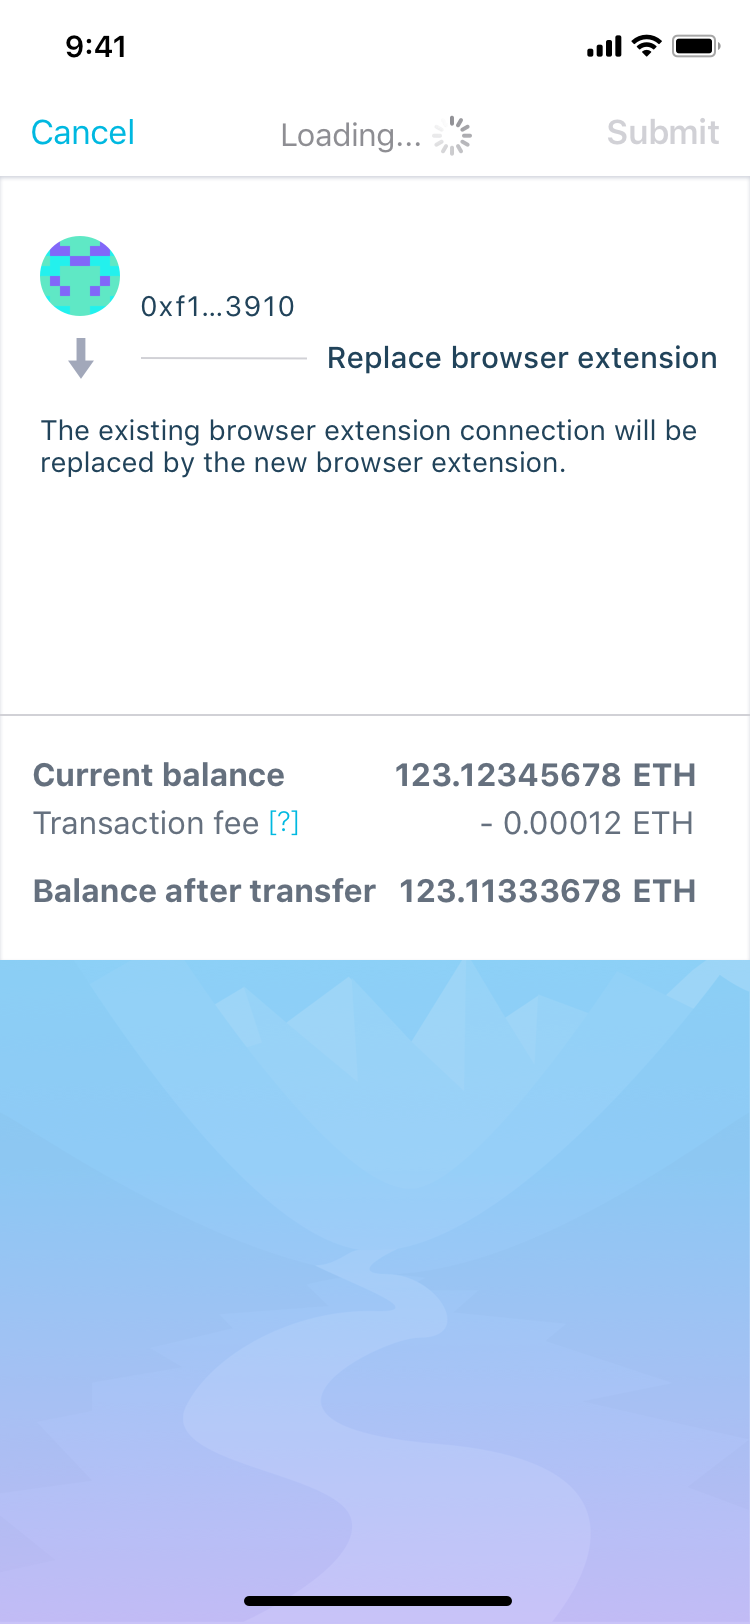 9:41
Cancel Loading... Submit
0xf1...3910
Replace browser extension
The existing browser extension connection will be
replaced by the new browser extension.
Current balance 123.12345678 ETH
Transaction fee [?] - 0.00012 ETH
Balance after transfer 123.11333678 ETH